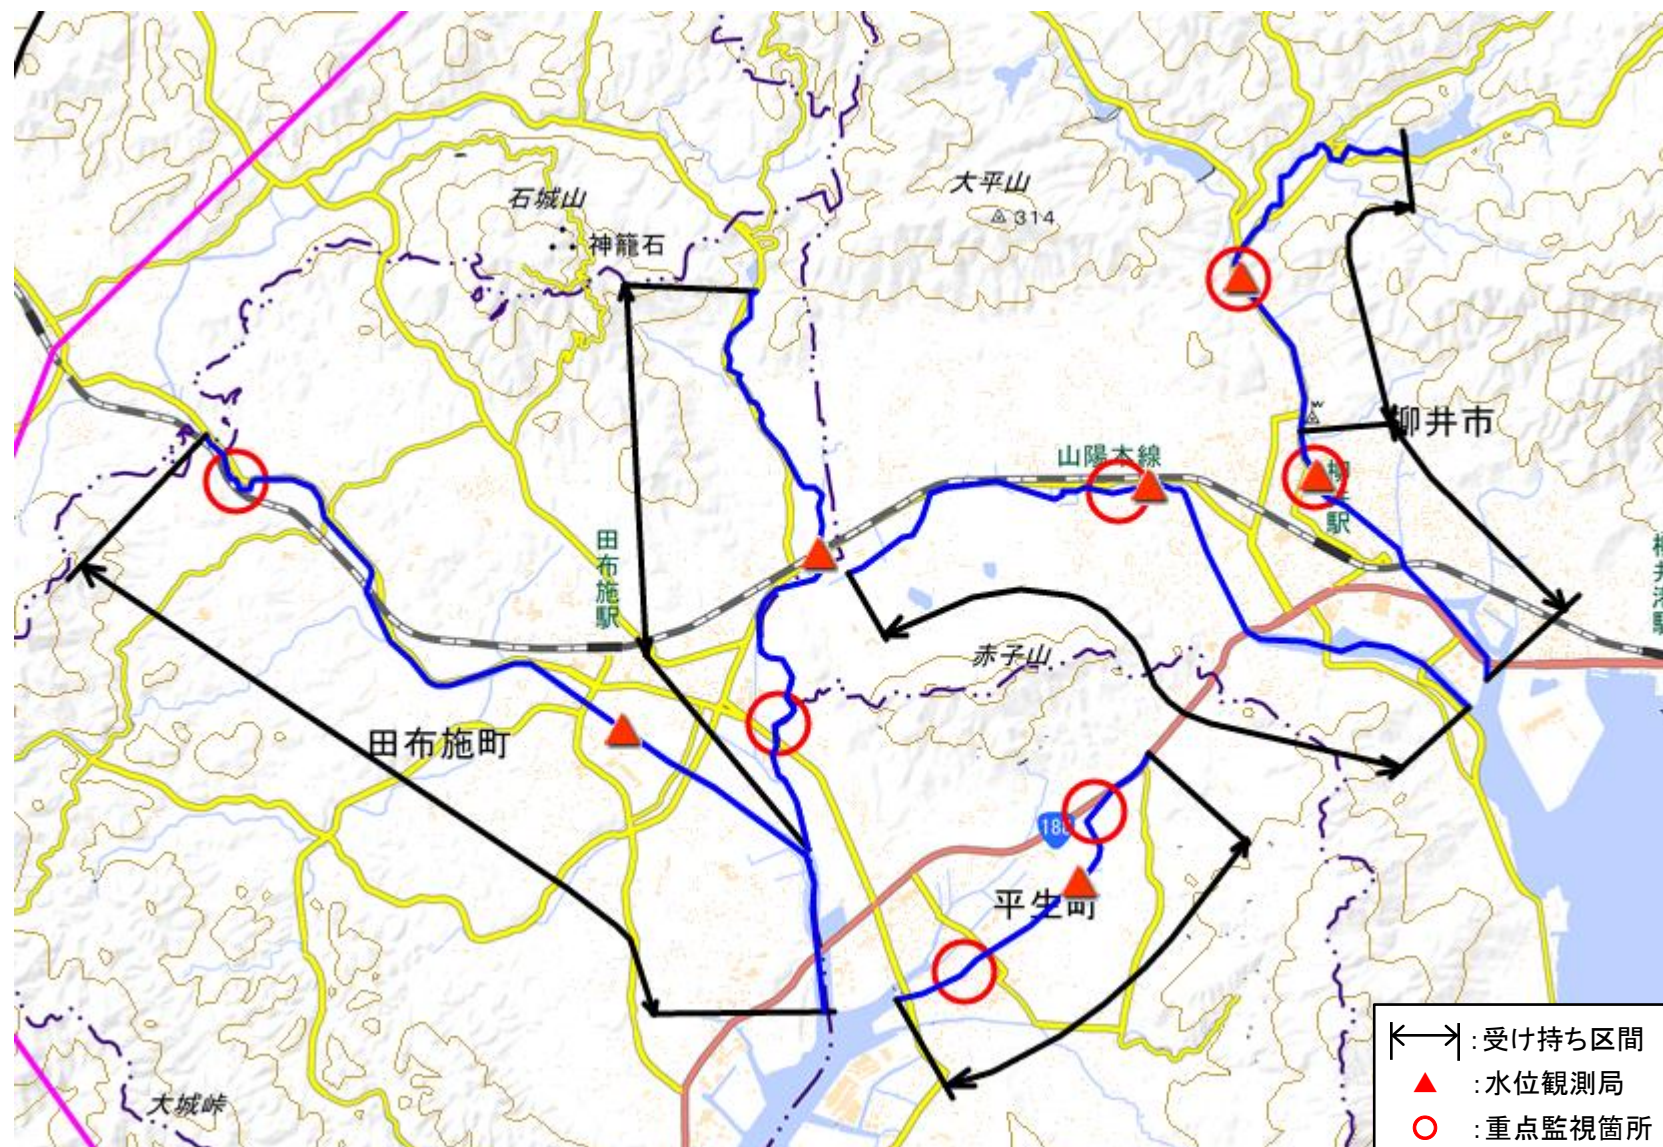 石城山
神籠石
大平山
314
柳井市
山陽本線
田布施駅
赤子山
田布施町
平生町
大城峠
:受け持ち区間
:水位観測局
:重点監視箇所